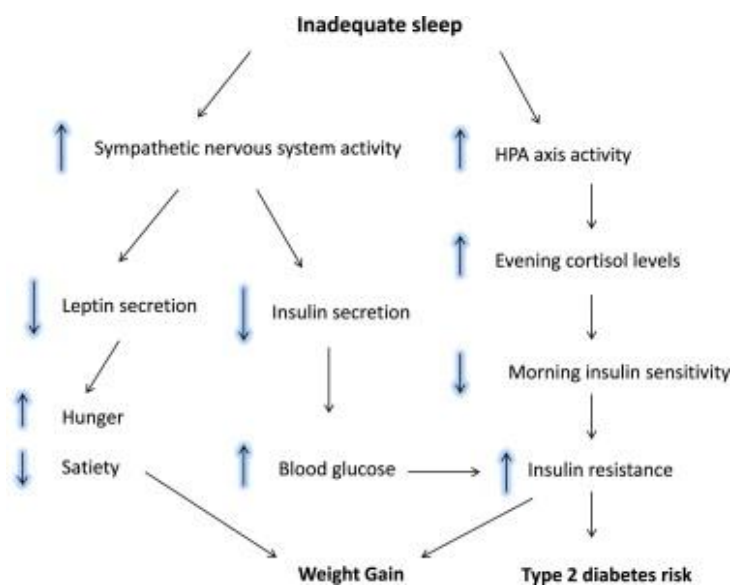 Inadequate sleep
Sympathetic nervous system activity
HPA axis activity
Evening cortisol levels
Leptin secretion
Insulin secretion
Morning insulin sensitivity
Hunger
Satiety
Blood glucose
Insulin resistance
Weight Gain
Type 2 diabetes risk